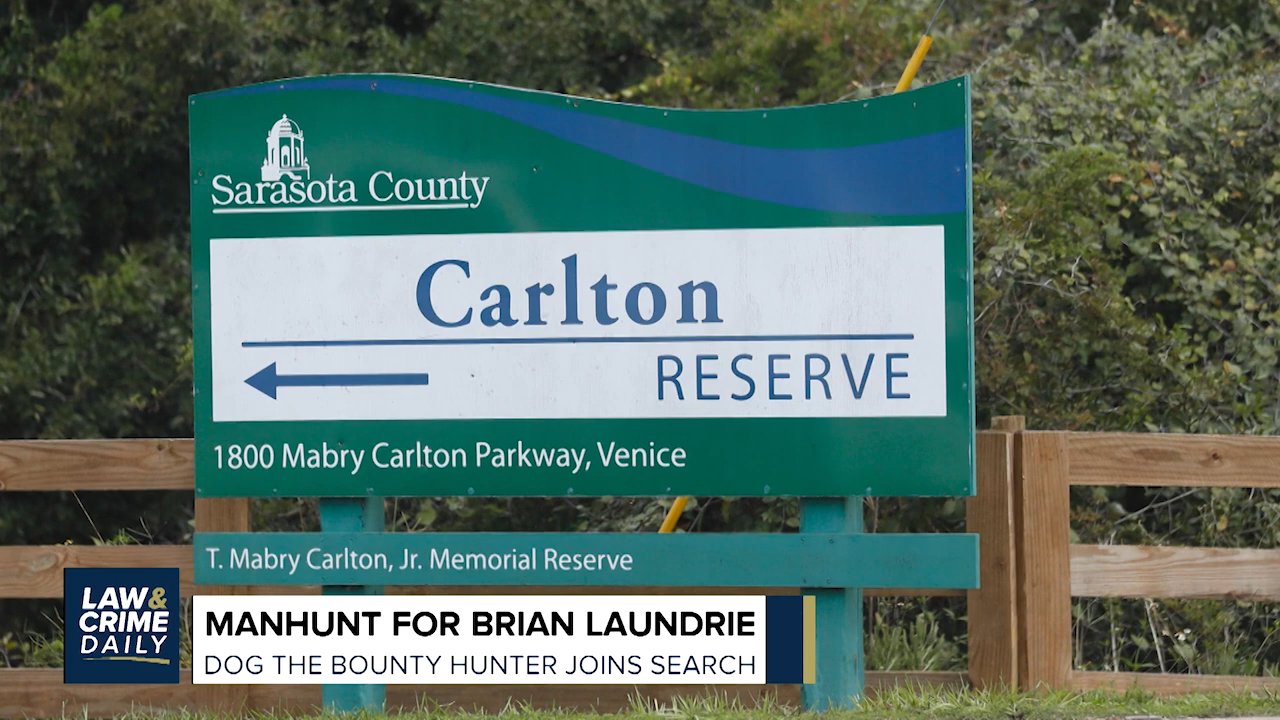 Sarasota County
Carlton
RESERVE
1800 Mabry Carlton Parkway, Venice
T. Mabry Carlton, Jr. Memorial Reserve
LAW&
CRIME
DAILY
MANHUNT FOR BRIAN LAUNDRIE
DOG THE BOUNTY HUNTER JOINS SEARCH